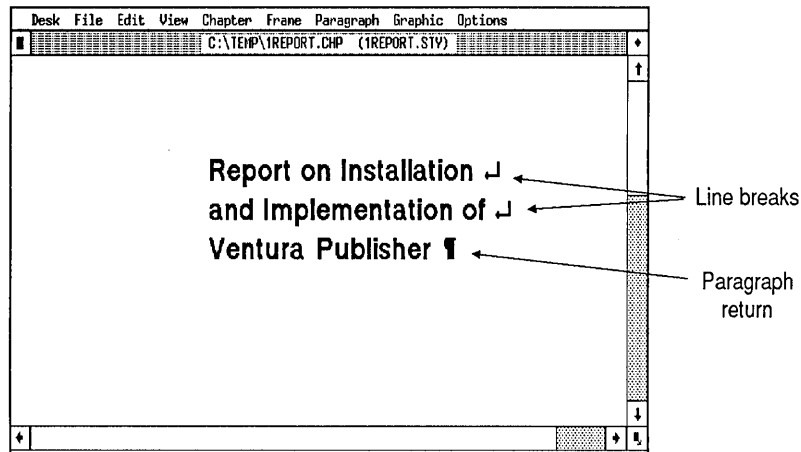 Desk File Edit View Chapter Frame Paragraph Graphic Options
C:\TEMP\1REPORT.CHP (1REPORT.STY)
Report on Installation ↵
and Implementation of ↵
Ventura Publisher ¶
Line breaks
Paragraph
return